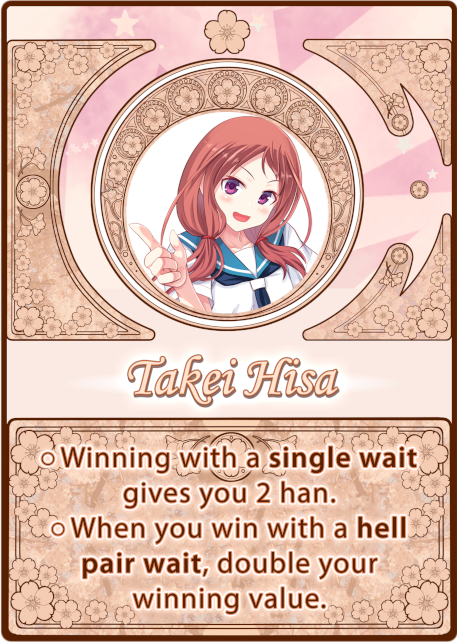 Takei Hisa
○ Winning with a single wait
gives you 2 han.
○ When you win with a hell
pair wait, double your
winning value.